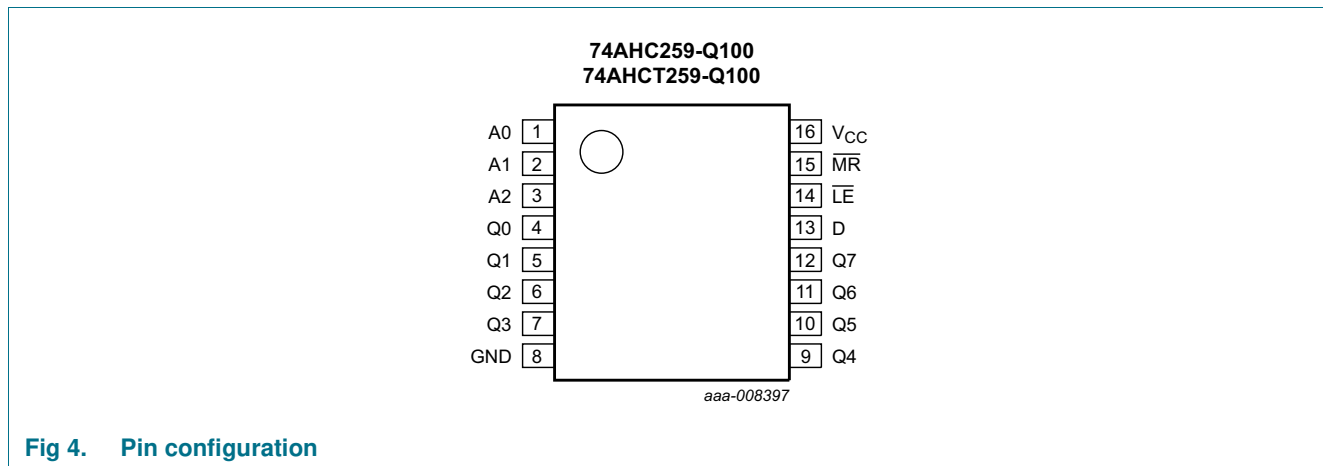 74AHC259-Q100
74AHCT259-Q100
A0 1 16 VCC
A1 2 15 M̅R̅
A2 3 14 L̅E̅
Q0 4 13 D
Q1 5 12 Q7
Q2 6 11 Q6
Q3 7 10 Q5
GND 8 9 Q4
aaa-008397
Fig 4. Pin configuration